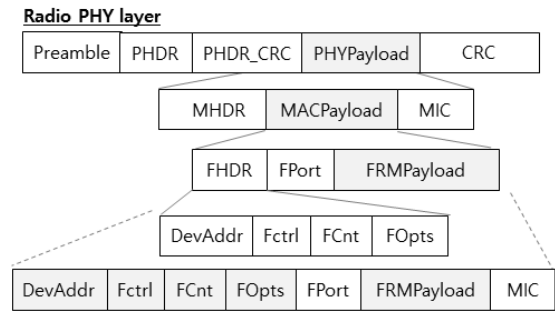 Radio PHY layer
Preamble PHDR PHDR_CRC PHYPayload CRC
MHDR MACPayload MIC
FHDR FPort FRMPayload
DevAddr Fctrl FCnt FOpts
DevAddr Fctrl FCnt FOpts FPort FRMPayload MIC